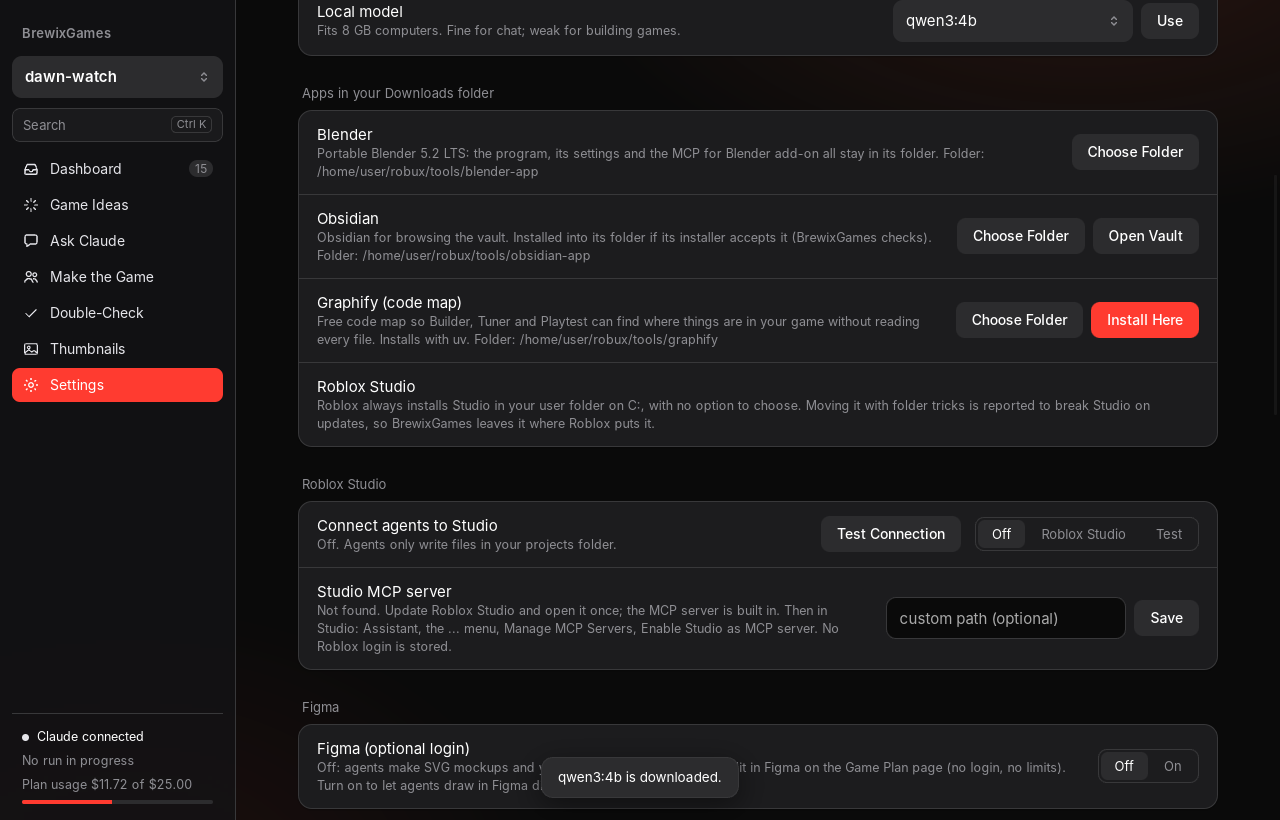 BrewixGames
dawn-watch
Search
Ctrl K
Dashboard
15
Game Ideas
Ask Claude
Make the Game
Double-Check
Thumbnails
Settings
Claude connected
No run in progress
Plan usage $11.72 of $25.00
Local model
Fits 8 GB computers. Fine for chat; weak for building games.
qwen3:4b
Use
Apps in your Downloads folder
Blender
Portable Blender 5.2 LTS: the program, its settings and the MCP for Blender add-on all stay in its folder. Folder:
/home/user/robux/tools/blender-app
Choose Folder
Obsidian
Obsidian for browsing the vault. Installed into its folder if its installer accepts it (BrewixGames checks).
Folder: /home/user/robux/tools/obsidian-app
Choose Folder
Open Vault
Graphify (code map)
Free code map so Builder, Tuner and Playtest can find where things are in your game without reading
every file. Installs with uv. Folder: /home/user/robux/tools/graphify
Choose Folder
Install Here
Roblox Studio
Roblox always installs Studio in your user folder on C:, with no option to choose. Moving it with folder tricks is reported to break Studio on
updates, so BrewixGames leaves it where Roblox puts it.
Roblox Studio
Connect agents to Studio
Off. Agents only write files in your projects folder.
Test Connection
Off
Roblox Studio
Test
Studio MCP server
Not found. Update Roblox Studio and open it once; the MCP server is built in. Then in
Studio: Assistant, the ... menu, Manage MCP Servers, Enable Studio as MCP server. No
Roblox login is stored.
custom path (optional)
Save
Figma
Figma (optional login)
Off: agents make SVG mockups and
it in Figma on the Game Plan page (no login, no limits).
Turn on to let agents draw in Figma
Off
On
qwen3:4b is downloaded.